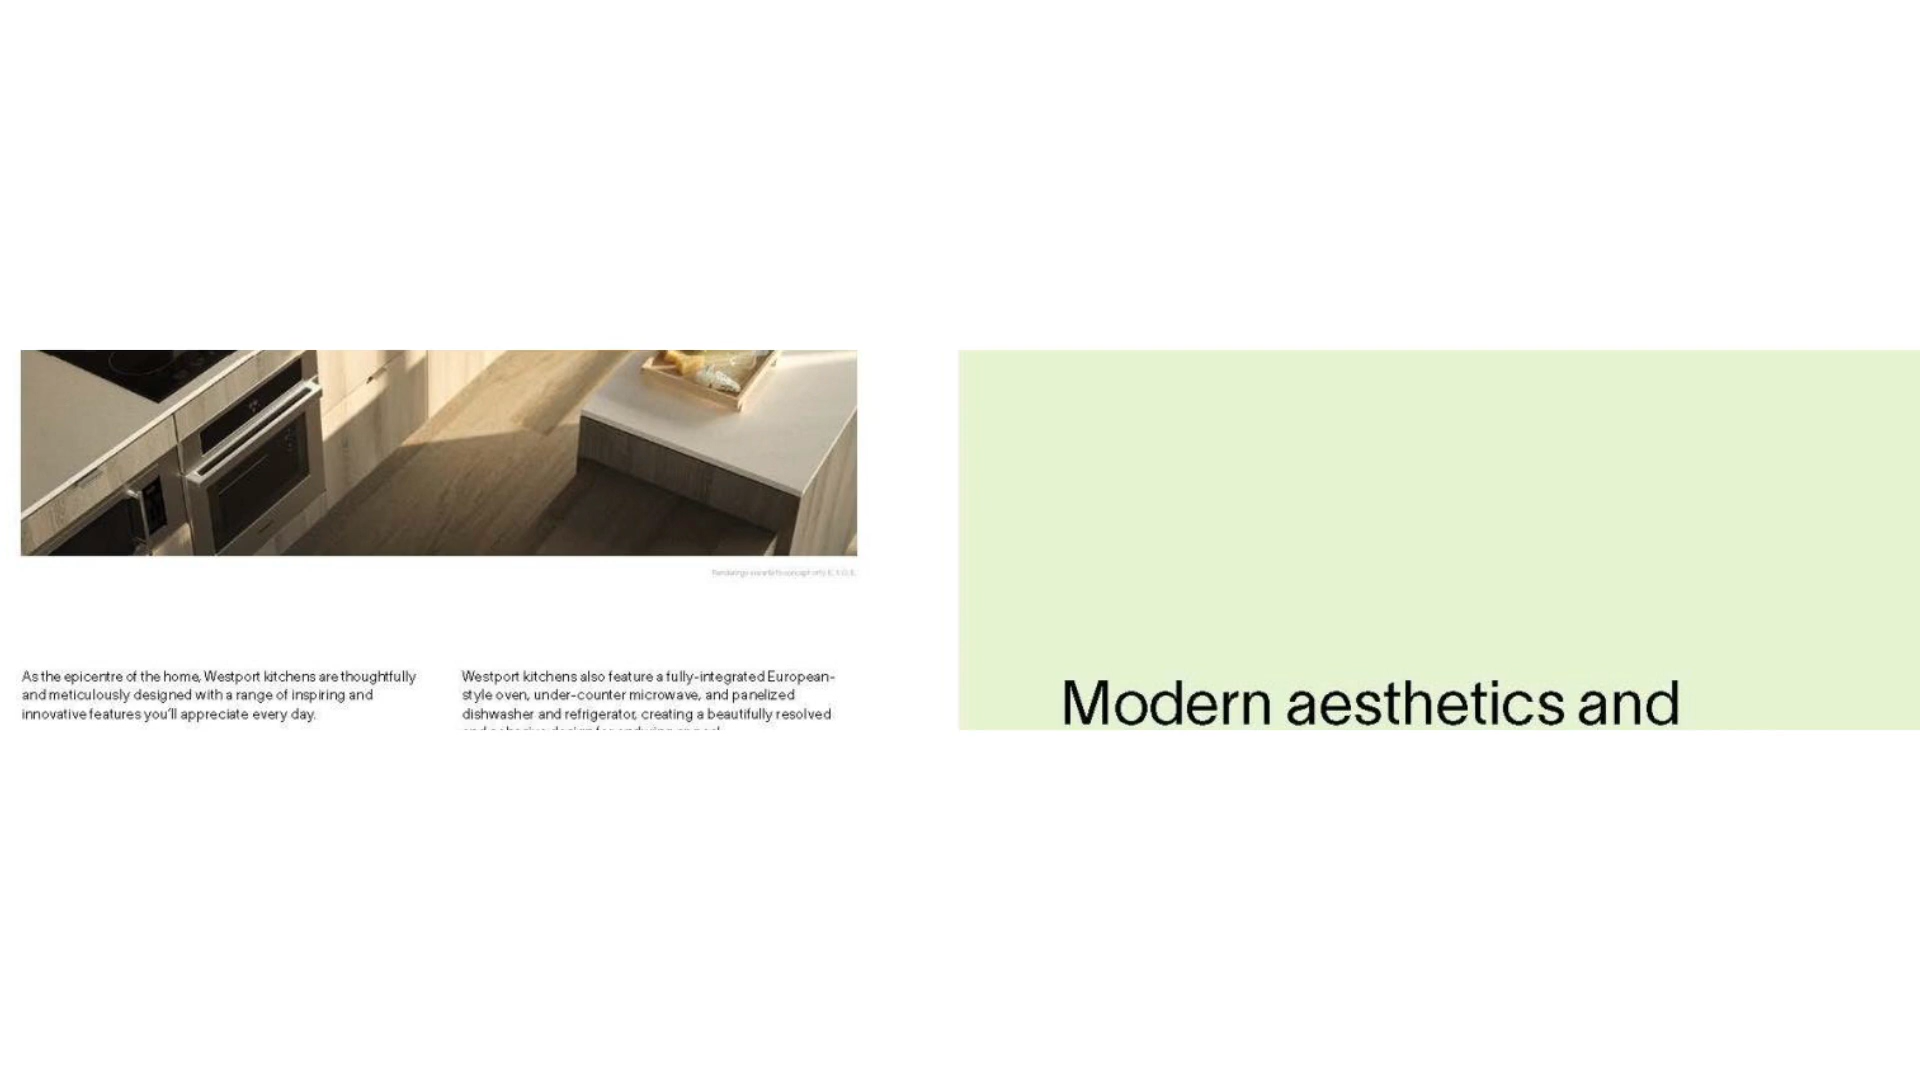 As the epicentre of the home, Westport kitchens are thoughtfully
and meticulously designed with a range of inspiring and
innovative features you'll appreciate every day.
Westport kitchens also feature a fully-integrated European-
style oven, under-counter microwave, and panelized
dishwasher and refrigerator, creating a beautifully resolved
Modern aesthetics and